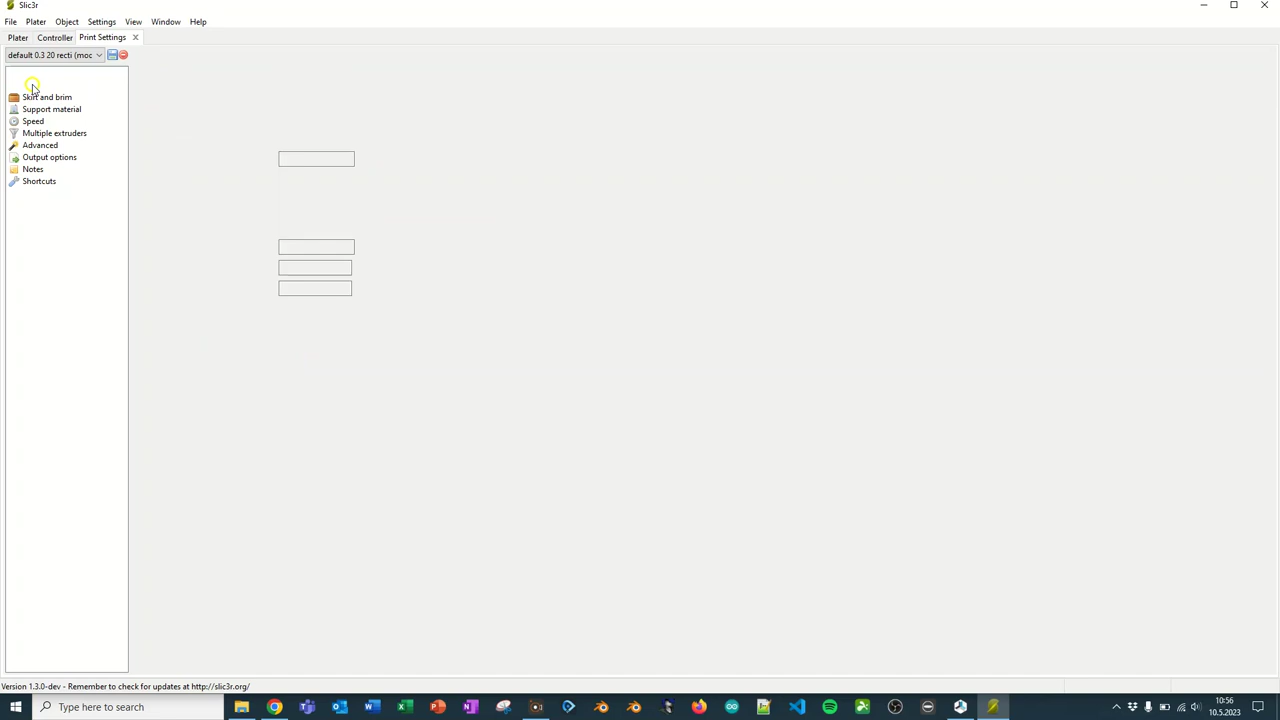 Slic3r
File Plater Object Settings View Window Help
Plater Controller Print Settings
default 0.3 20 recti (moc
Skirt and brim
Support material
Speed
Multiple extruders
Advanced
Output options
Notes
Shortcuts
Version 1.3.0-dev - Remember to check for updates at http://slic3r.org/
Type here to search
10:56
10.5.2023